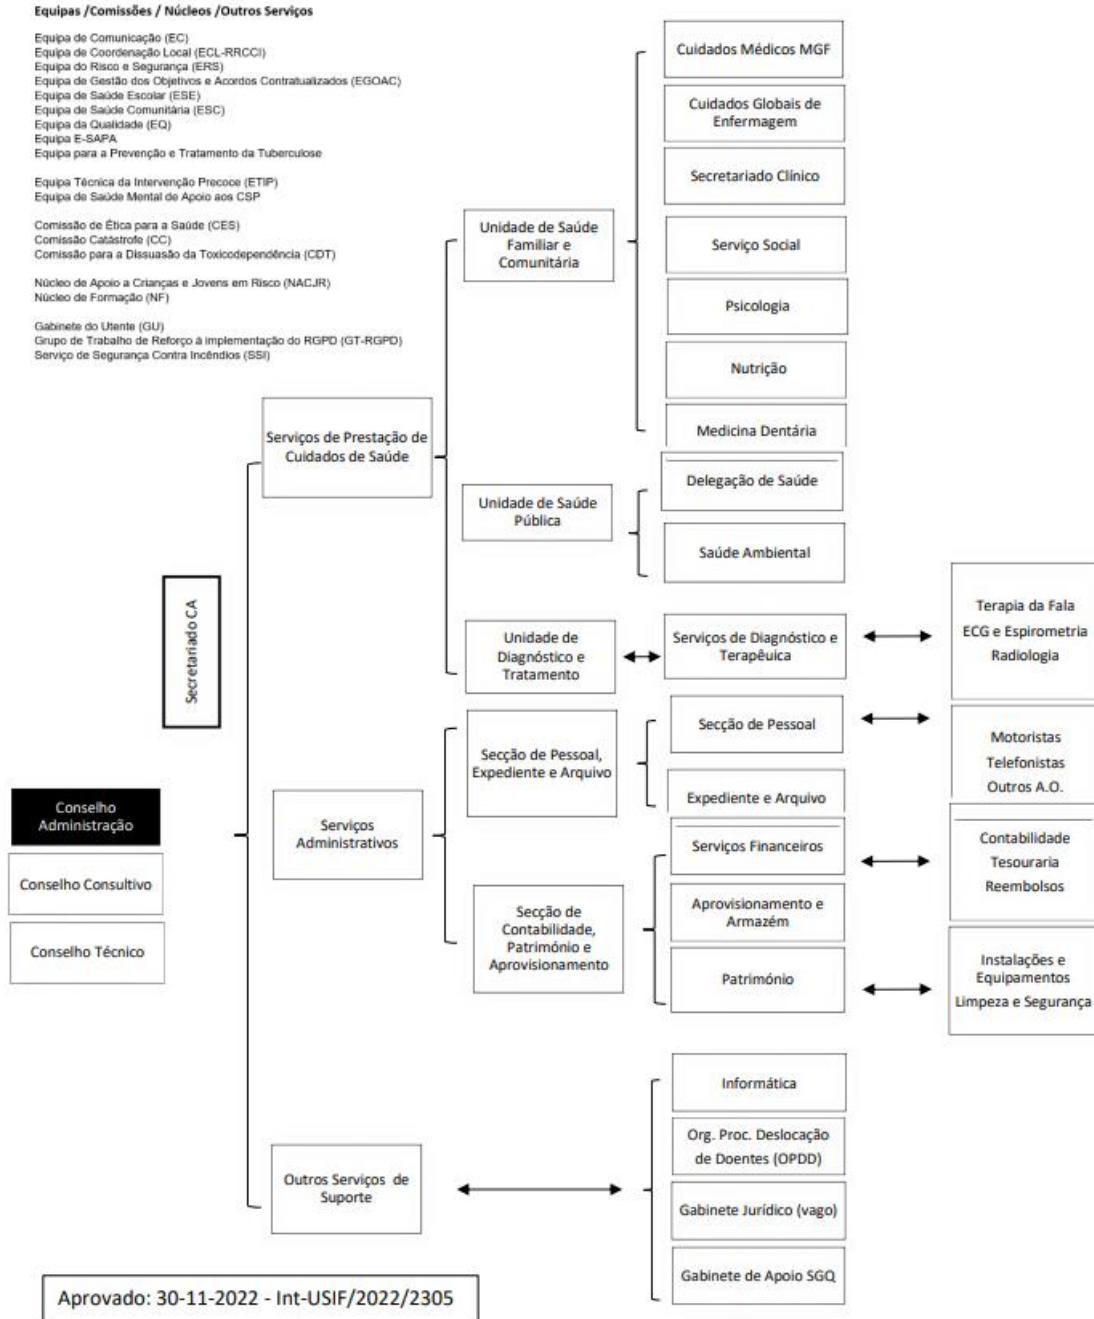 Equipas /Comissões / Núcleos /Outros Serviços
Equipa de Comunicação (EC)
Equipa de Coordenação Local (ECL-RRCCI)
Equipa do Risco e Segurança (ERS)
Equipa de Gestão dos Objetivos e Acordos Contratualizados (EGOAC)
Equipa de Saúde Escolar (ESE)
Equipa de Saúde Comunitária (ESC)
Equipa da Qualidade (EQ)
Equipa E-SAPA
Equipa para a Prevenção e Tratamento da Tuberculose
Equipa Técnica da Intervenção Precoce (ETIP)
Equipa de Saúde Mental de Apoio aos CSP
Comissão de Ética para a Saúde (CES)
Comissão Catástrofe (CC)
Comissão para a Dissuasão da Toxicodependência (CDT)
Núcleo de Apoio a Crianças e Jovens em Risco (NACJR)
Núcleo de Formação (NF)
Gabinete do Utente (GU)
Grupo de Trabalho de Reforço à implementação do RGPD (GT-RGPD)
Serviço de Segurança Contra Incêndios (SSI)
Secretariado CA
Conselho
Administração
Conselho Consultivo
Conselho Técnico
Serviços de Prestação de
Cuidados de Saúde
Unidade de Saúde
Familiar e
Comunitária
Cuidados Médicos MGF
Cuidados Globais de
Enfermagem
Secretariado Clínico
Serviço Social
Psicologia
Nutrição
Medicina Dentária
Unidade de Saúde
Pública
Delegação de Saúde
Saúde Ambiental
Unidade de
Diagnóstico e
Tratamento
Serviços de Diagnóstico e
Terapêuica
Terapia da Fala
ECG e Espirometria
Radiologia
Serviços
Administrativos
Secção de Pessoal,
Expediente e Arquivo
Secção de Pessoal
Motoristas
Telefonistas
Outros A.O.
Expediente e Arquivo
Secção de
Contabilidade,
Património e
Aprovisionamento
Serviços Financeiros
Contabilidade
Tesouraria
Reembolsos
Aprovisionamento e
Armazém
Património
Instalações e
Equipamentos
Limpeza e Segurança
Outros Serviços de
Suporte
Informática
Org. Proc. Deslocação
de Doentes (OPDD)
Gabinete Jurídico (vago)
Gabinete de Apoio SGQ
Aprovado: 30-11-2022 - Int-USIF/2022/2305